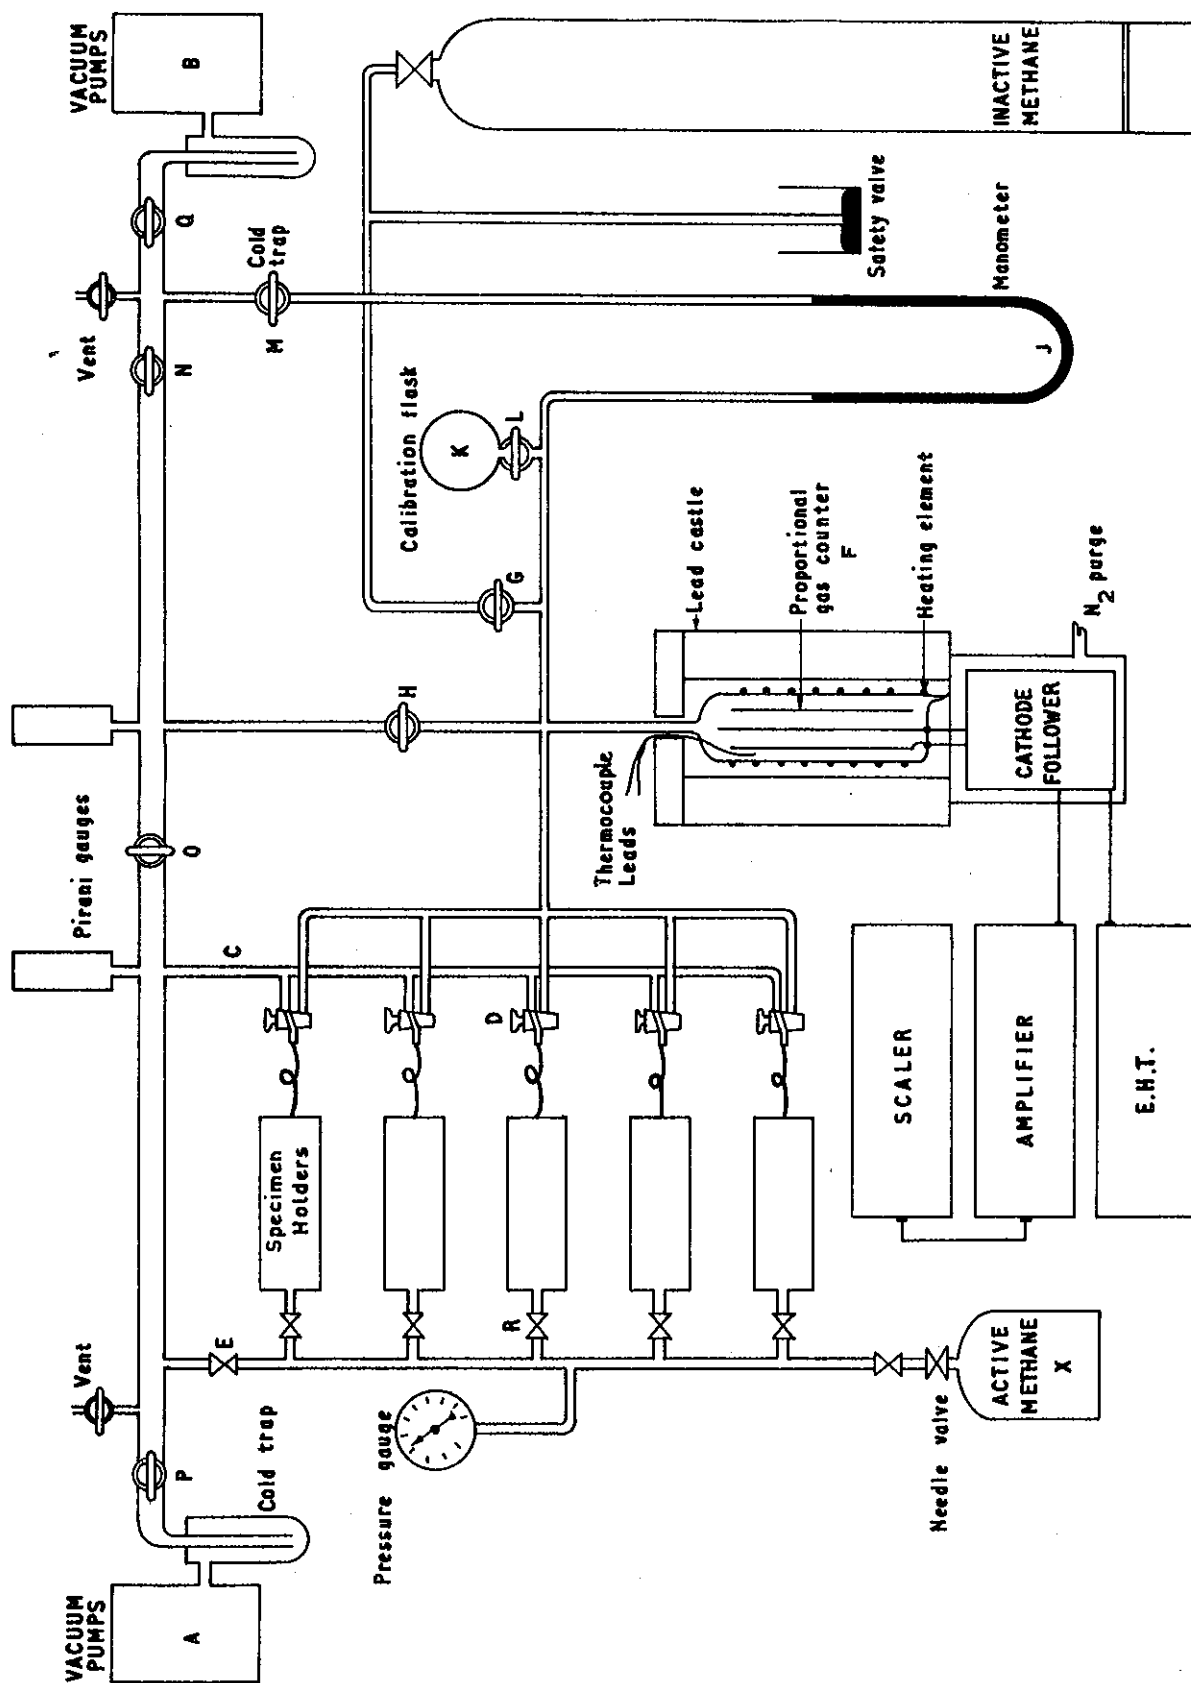 VACUUM
PUMPS
A
Cold trap
P
Vent
E
Pressure gauge
Needle valve
ACTIVE
METHANE
X
R
Specimen
Holders
D
C
Pirani gauges
O
SCALER
AMPLIFIER
E.H.T.
Thermocouple
Leads
H
CATHODE
FOLLOWER
N2 purge
Lead castle
Proportional
gas counter
F
Heating element
G
Calibration flask
K
L
N
Vent
M
Cold
trap
Q
J
Manometer
Safety valve
VACUUM
PUMPS
B
INACTIVE
METHANE